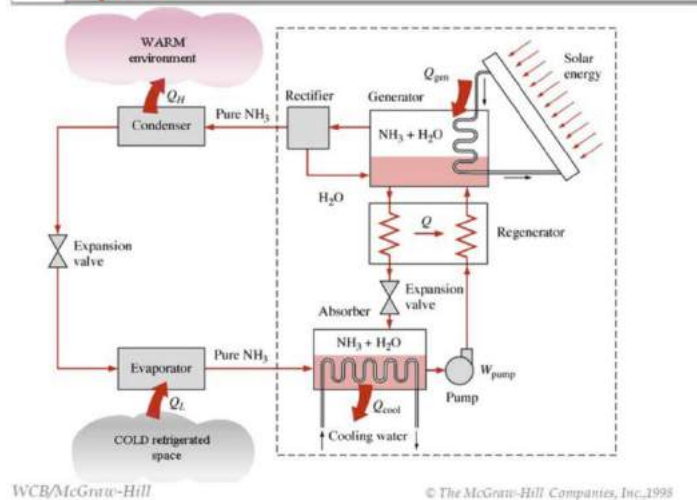 WARM
environment
Q_H
Condenser
Pure NH₃
Rectifier
Generator
Q_gen
Solar
energy
NH₃ + H₂O
H₂O
Q
Regenerator
Expansion
valve
Expansion
valve
Absorber
NH₃ + H₂O
Evaporator
Pure NH₃
W_pump
Pump
Q_L
Q_cool
Cooling water
COLD refrigerated
space
WCB/McGraw-Hill
© The McGraw-Hill Companies, Inc.,1998